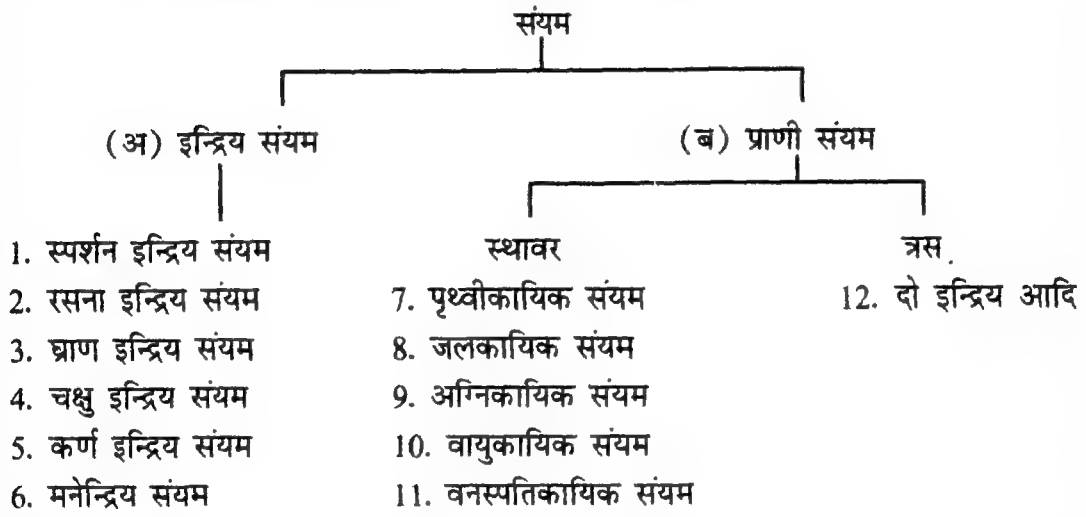 संयम
(अ) इन्द्रिय संयम
(ब) प्राणी संयम
1. स्पर्शन इन्द्रिय संयम
2. रसना इन्द्रिय संयम
3. घ्राण इन्द्रिय संयम
4. चक्षु इन्द्रिय संयम
5. कर्ण इन्द्रिय संयम
6. मनेन्द्रिय संयम
स्थावर
7. पृथ्वीकायिक संयम
8. जलकायिक संयम
9. अग्निकायिक संयम
10. वायुकायिक संयम
11. वनस्पतिकायिक संयम
त्रस
12. दो इन्द्रिय आदि